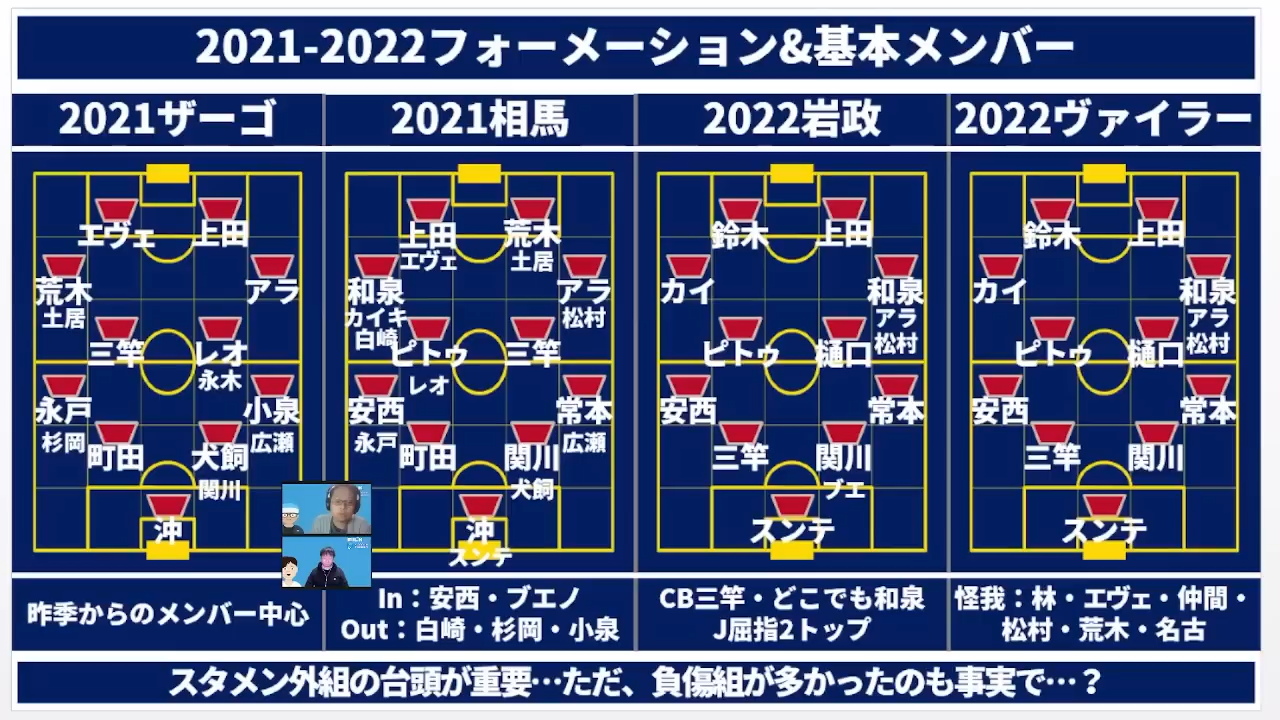 2021-2022フォーメーション&基本メンバー
2021ザーゴ
2021相馬
2022岩政
2022ヴァイラー
エヴェ
上田
荒木
土居
アラ
三竿
レオ
永木
永戸
杉岡
小泉
広瀬
町田
犬飼
関川
沖
上田
エヴェ
荒木
土居
和泉
カイキ
白崎
アラ
松村
ピトゥ
レオ
三竿
安西
永戸
常本
広瀬
町田
関川
犬飼
沖
スンテ
鈴木
上田
カイ
和泉
アラ
松村
ピトゥ
樋口
安西
常本
三竿
関川
ブエ
スンテ
鈴木
上田
カイ
和泉
アラ
松村
ピトゥ
樋口
安西
常本
三竿
関川
スンテ
昨季からのメンバー中心
In：安西・ブエノ
Out：白崎・杉岡・小泉
CB三竿・どこでも和泉
J屈指2トップ
怪我：林・エヴェ・仲間・
松村・荒木・名古
スタメン外組の台頭が重要…ただ、負傷組が多かったのも事実で…？